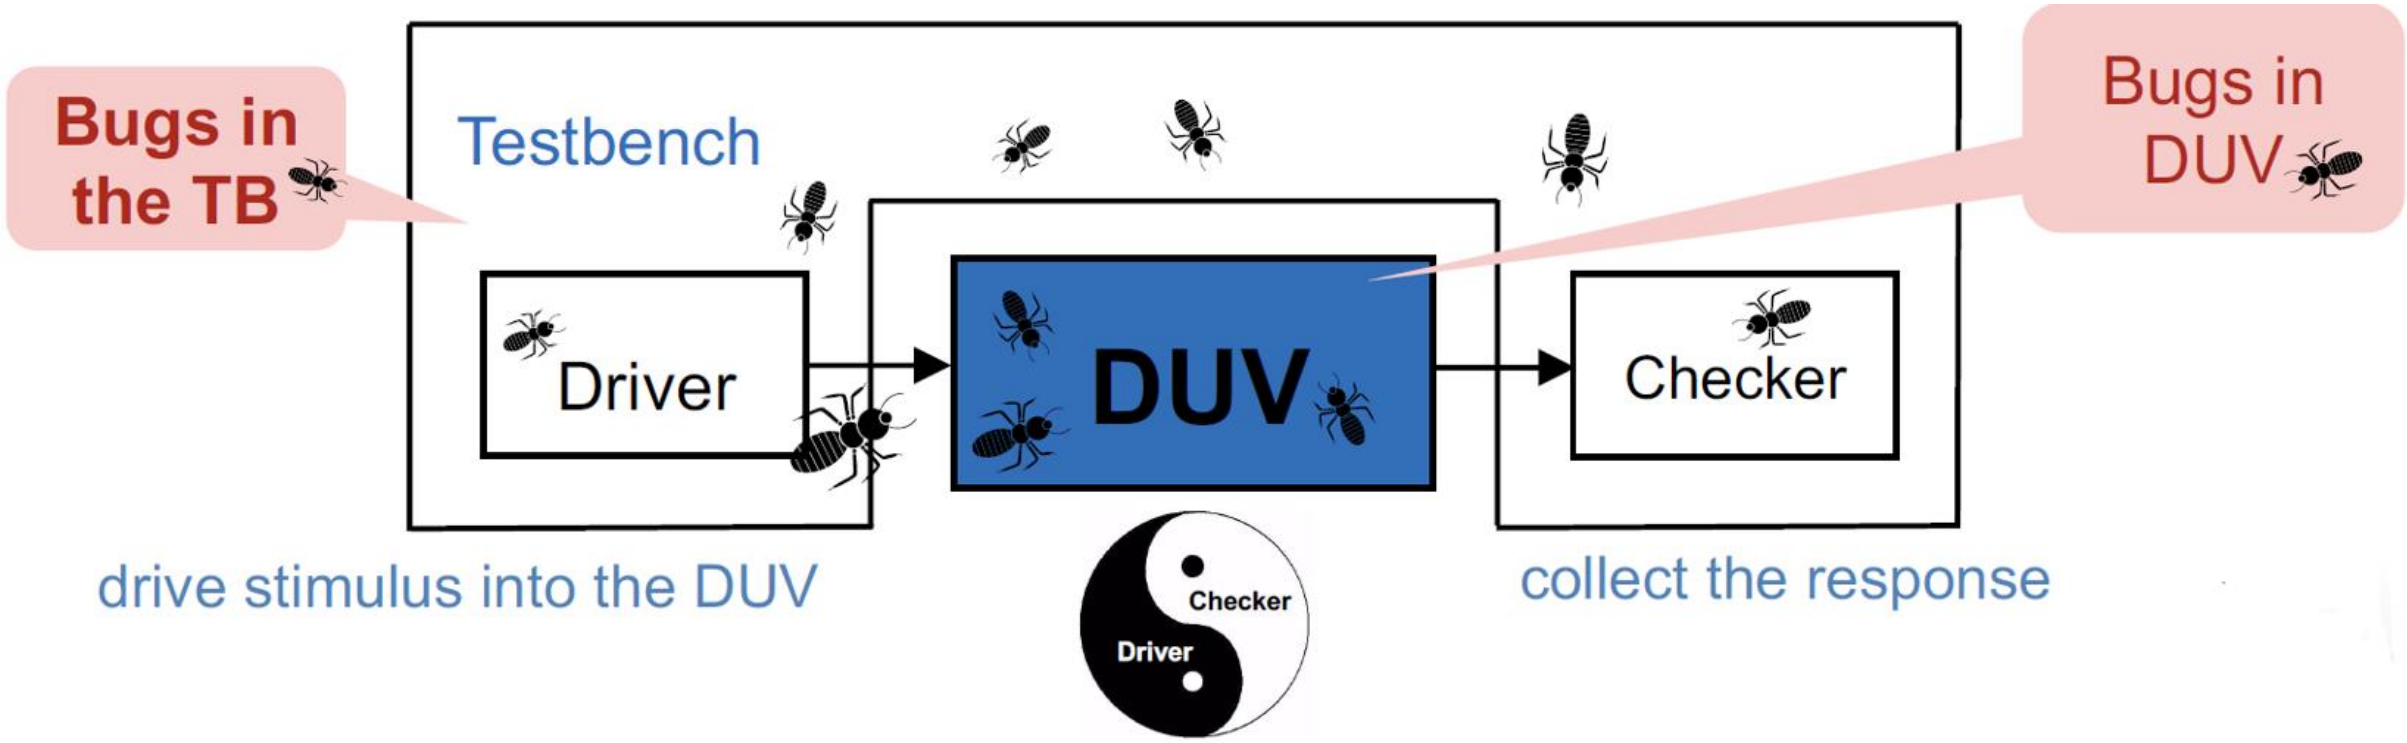 Bugs in
the TB
Testbench
Bugs in
DUV
Driver
DUV
Checker
drive stimulus into the DUV
collect the response
Checker
Driver